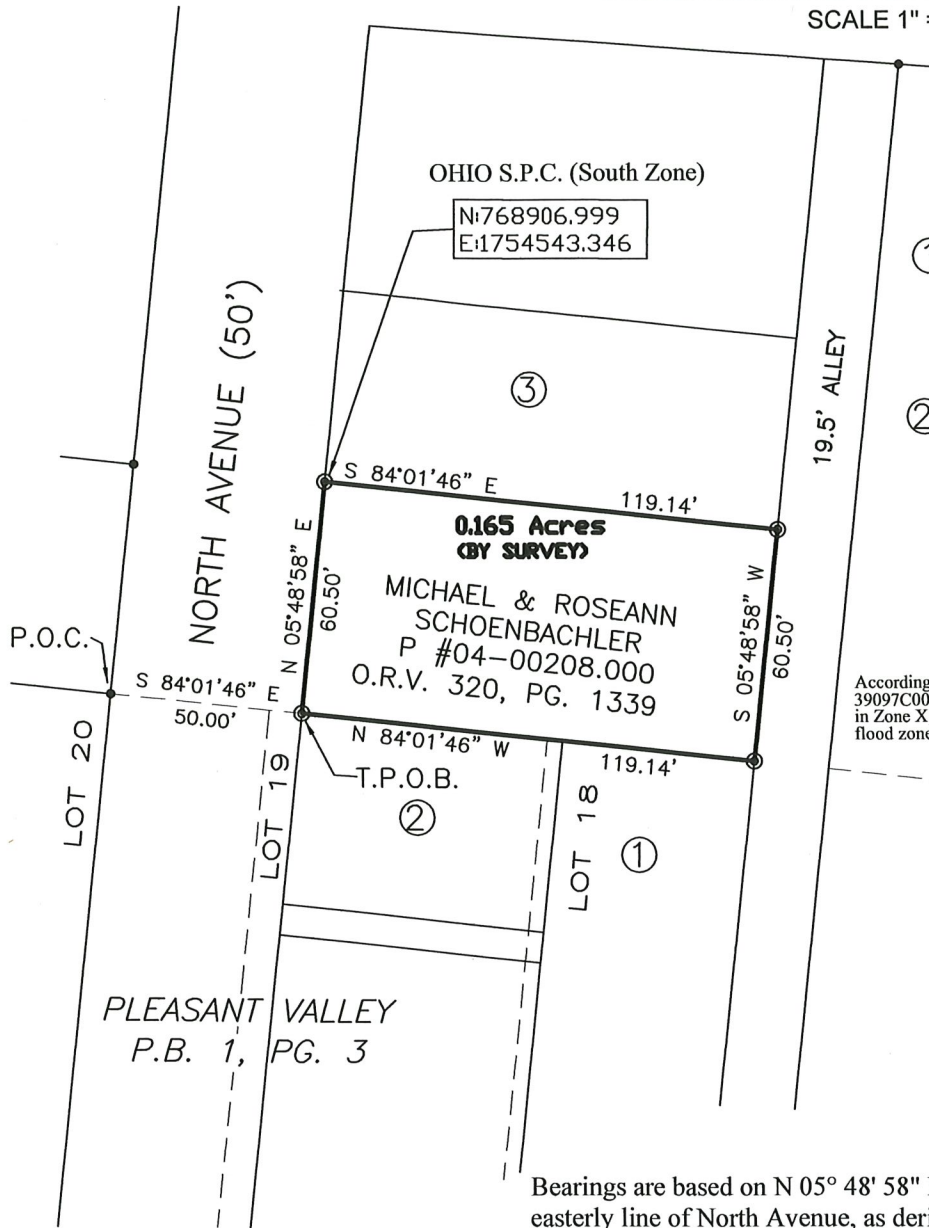 SCALE 1" =
OHIO S.P.C. (South Zone)
N:768906.999
E:1754543.346
NORTH AVENUE (50')
19.5' ALLEY
3
2
S 84°01'46" E
119.14'
0.165 Acres
(BY SURVEY)
MICHAEL & ROSEANN
SCHOENBACHLER
P #04-00208.000
O.R.V. 320, PG. 1339
N 05°48'58" E
60.50'
S 05°48'58" W
60.50'
P.O.C.
S 84°01'46" E
50.00'
N 84°01'46" W
119.14'
T.P.O.B.
According
39097C00
in Zone X
flood zone
LOT 20
LOT 19
LOT 18
2
1
PLEASANT VALLEY
P.B. 1, PG. 3
Bearings are based on N 05° 48' 58"
easterly line of North Avenue, as deri